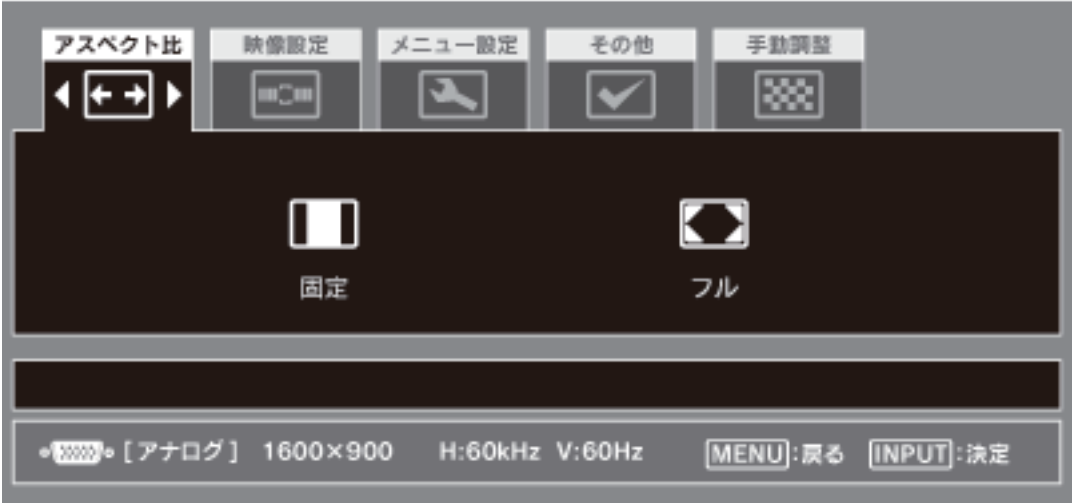 アスペクト比 映像設定 メニュー設定 その他 手動調整
固定 フル
[アナログ] 1600×900 H:60kHz V:60Hz MENU:戻る INPUT:決定